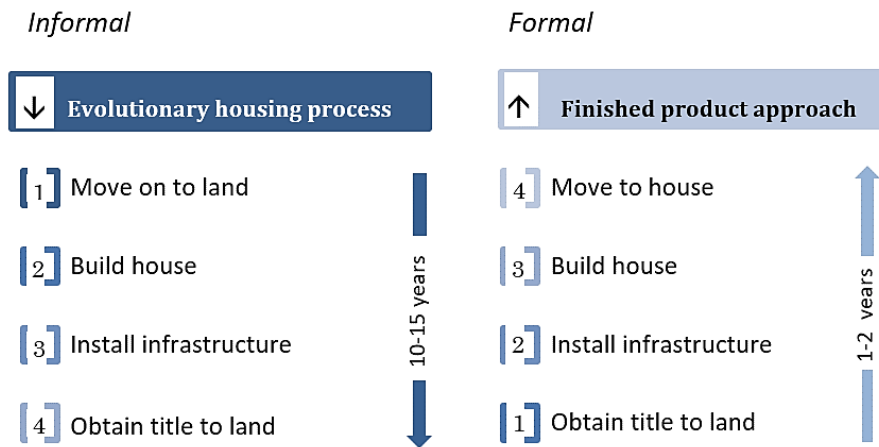 Informal
Formal
↓ Evolutionary housing process
↑ Finished product approach
[1] Move on to land
[2] Build house
[3] Install infrastructure
[4] Obtain title to land
10-15 years
[4] Move to house
[3] Build house
[2] Install infrastructure
[1] Obtain title to land
1-2 years